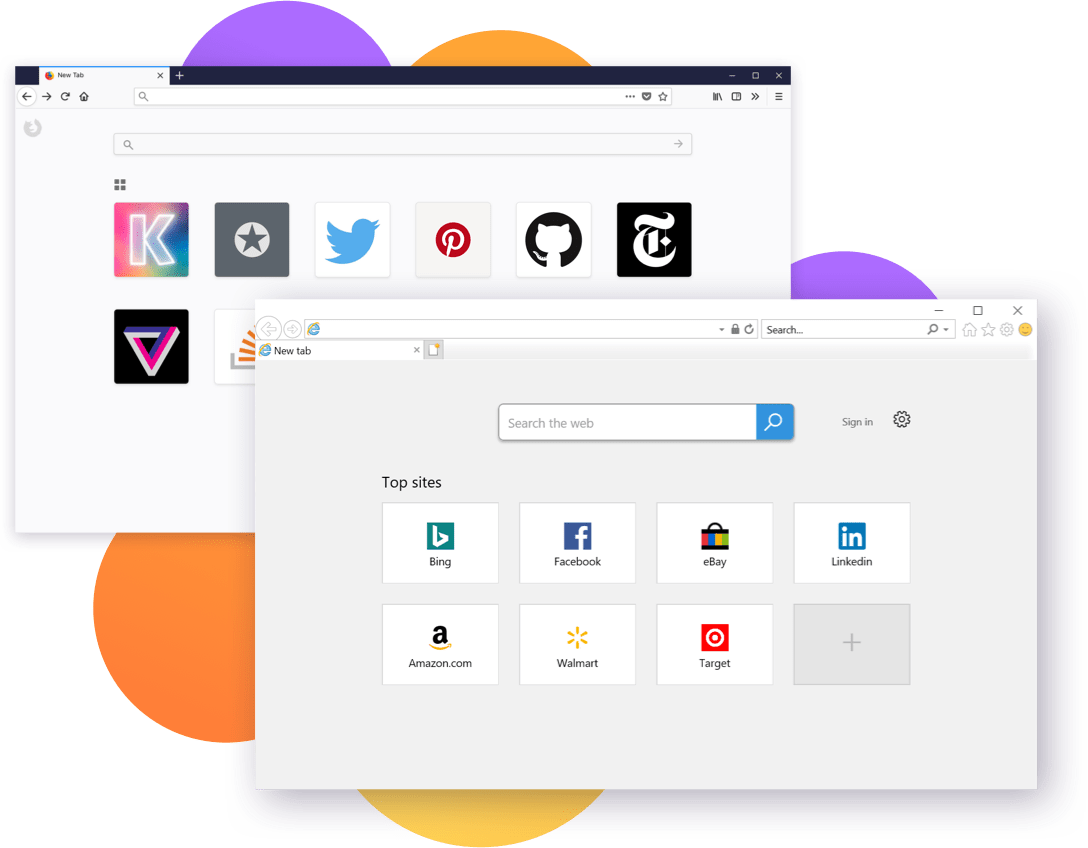 New Tab
Search...
New tab
Search the web
Sign in
Top sites
Bing
Facebook
eBay
Linkedin
Amazon.com
Walmart
Target